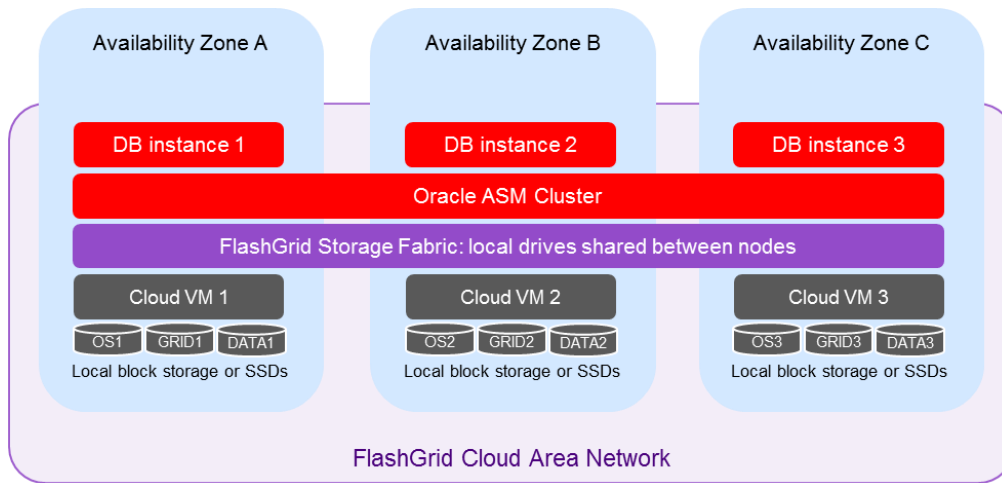 Availability Zone A
Availability Zone B
Availability Zone C
DB instance 1
DB instance 2
DB instance 3
Oracle ASM Cluster
FlashGrid Storage Fabric: local drives shared between nodes
Cloud VM 1
Cloud VM 2
Cloud VM 3
OS1
GRID1
DATA1
OS2
GRID2
DATA2
OS3
GRID3
DATA3
Local block storage or SSDs
Local block storage or SSDs
Local block storage or SSDs
FlashGrid Cloud Area Network